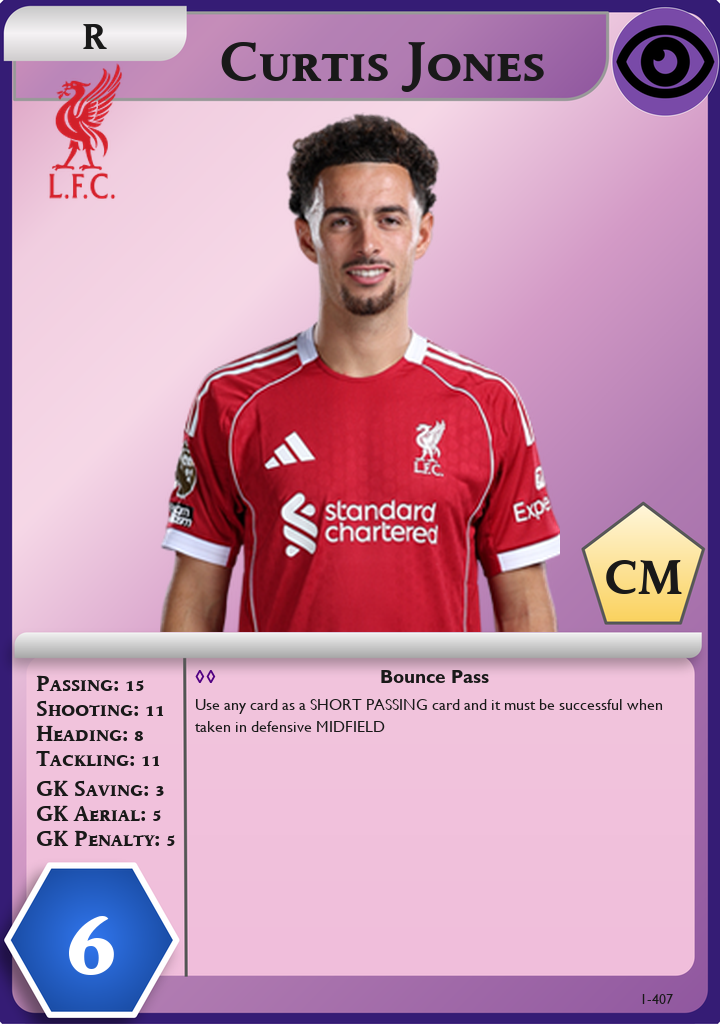 R
Curtis Jones
L.F.C.
L.F.C.
standard
chartered
Expe
CM
Passing: 15
Shooting: 11
Heading: 8
Tackling: 11
GK Saving: 3
GK Aerial: 5
GK Penalty: 5
6
◊◊ Bounce Pass
Use any card as a SHORT PASSING card and it must be successful when
taken in defensive MIDFIELD
1-407